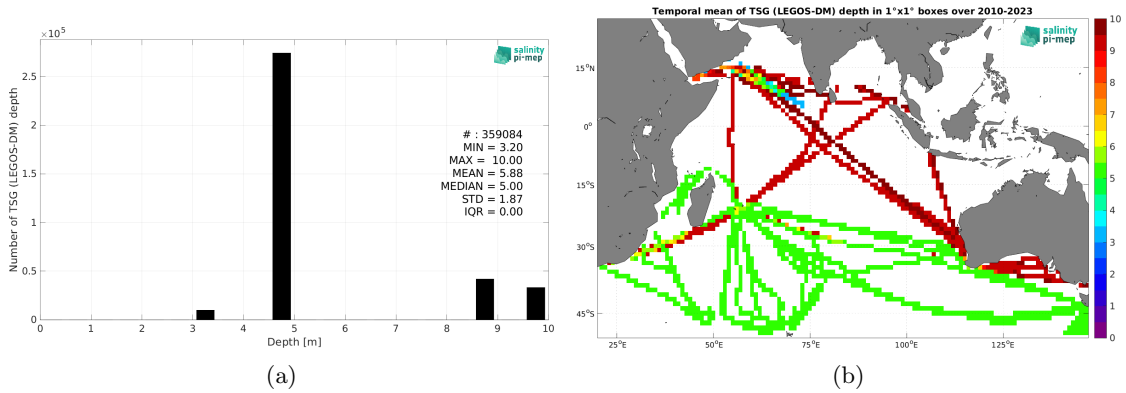 ×10⁵
salinity
pi-mep
2.5
2
1.5
1
0.5
0
Number of TSG (LEGOS-DM) depth
# : 359084
MIN = 3.20
MAX = 10.00
MEAN = 5.88
MEDIAN = 5.00
STD = 1.87
IQR = 0.00
0 1 2 3 4 5 6 7 8 9 10
Depth [m]
(a)
Temporal mean of TSG (LEGOS-DM) depth in 1°x1° boxes over 2010-2023
salinity
pi-mep
15°N
0°
15°S
30°S
45°S
25°E 50°E 75°E 100°E 125°E
10
9
8
7
6
5
4
3
2
1
0
(b)